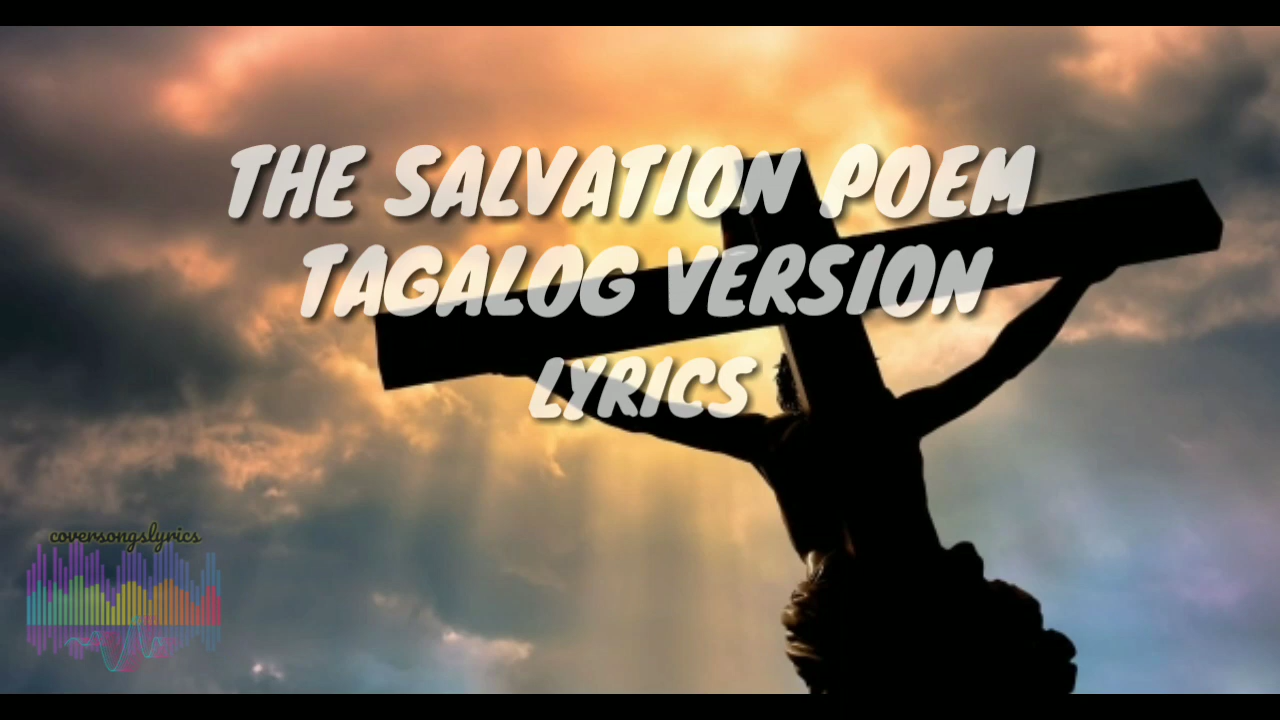 THE SALVATION POEM
TAGALOG VERSION
LYRICS
coversongslyrics